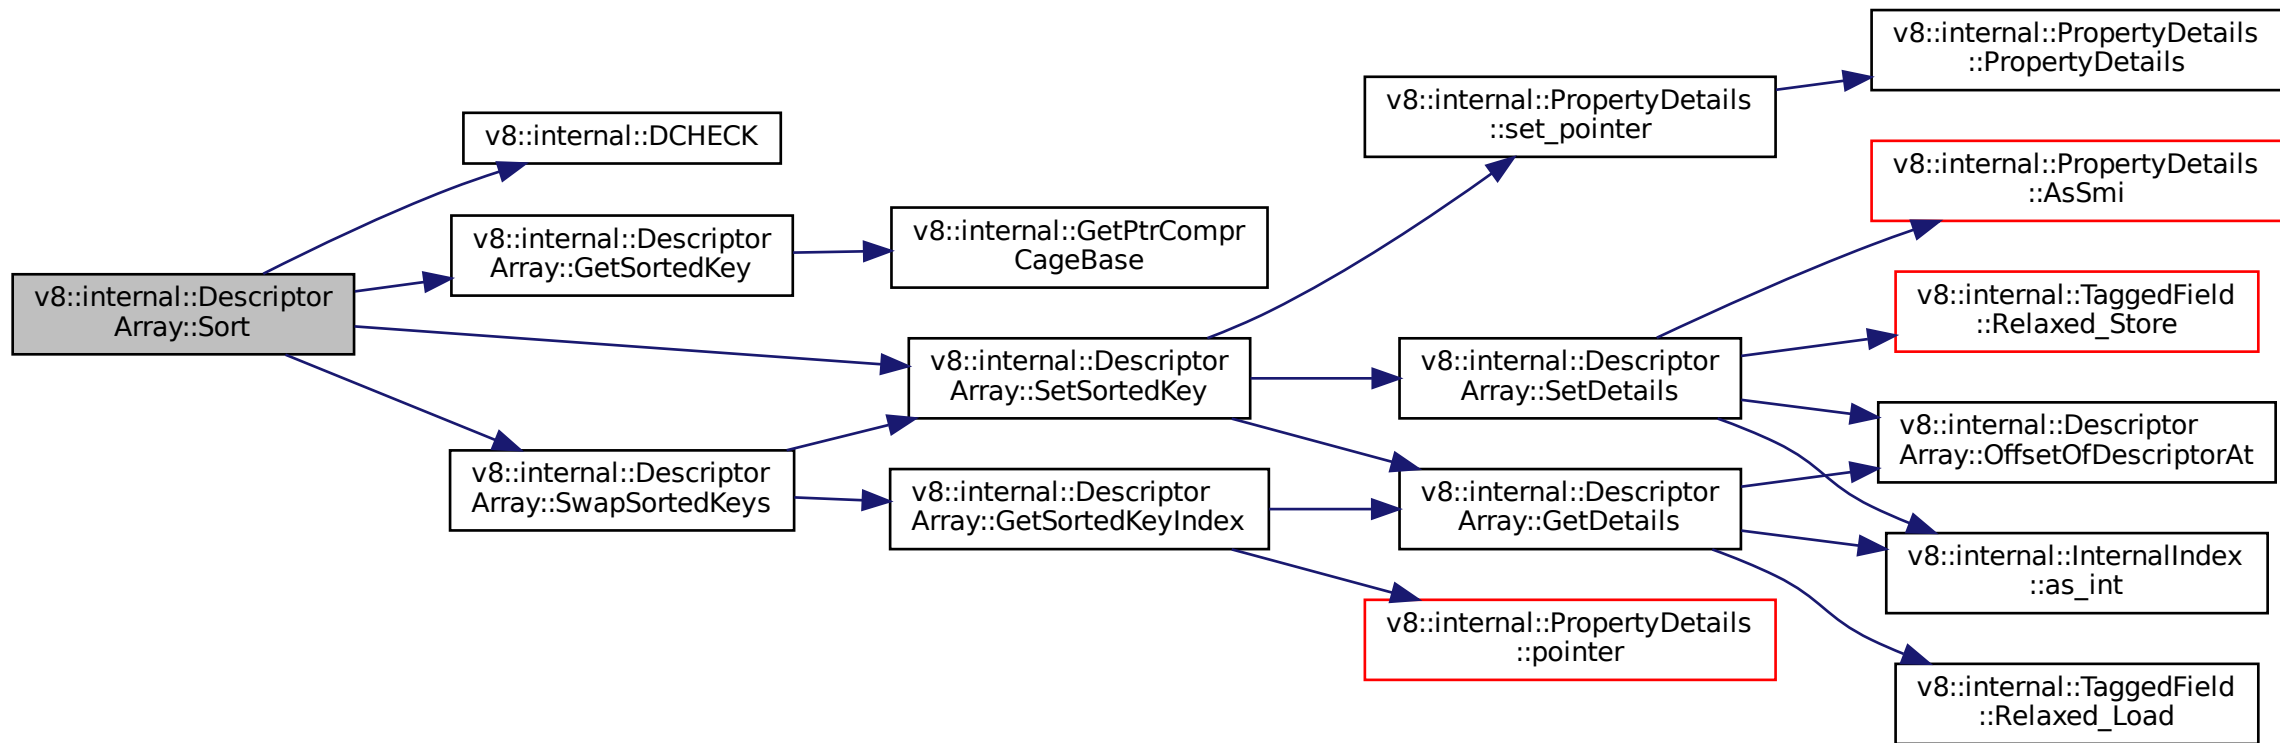 v8::internal::Descriptor
Array::Sort
v8::internal::DCHECK
v8::internal::Descriptor
Array::GetSortedKey
v8::internal::GetPtrCompr
CageBase
v8::internal::Descriptor
Array::SetSortedKey
v8::internal::Descriptor
Array::SwapSortedKeys
v8::internal::Descriptor
Array::GetSortedKeyIndex
v8::internal::PropertyDetails
::set_pointer
v8::internal::PropertyDetails
::PropertyDetails
v8::internal::Descriptor
Array::SetDetails
v8::internal::Descriptor
Array::GetDetails
v8::internal::PropertyDetails
::pointer
v8::internal::PropertyDetails
::AsSmi
v8::internal::TaggedField
::Relaxed_Store
v8::internal::Descriptor
Array::OffsetOfDescriptorAt
v8::internal::InternalIndex
::as_int
v8::internal::TaggedField
::Relaxed_Load